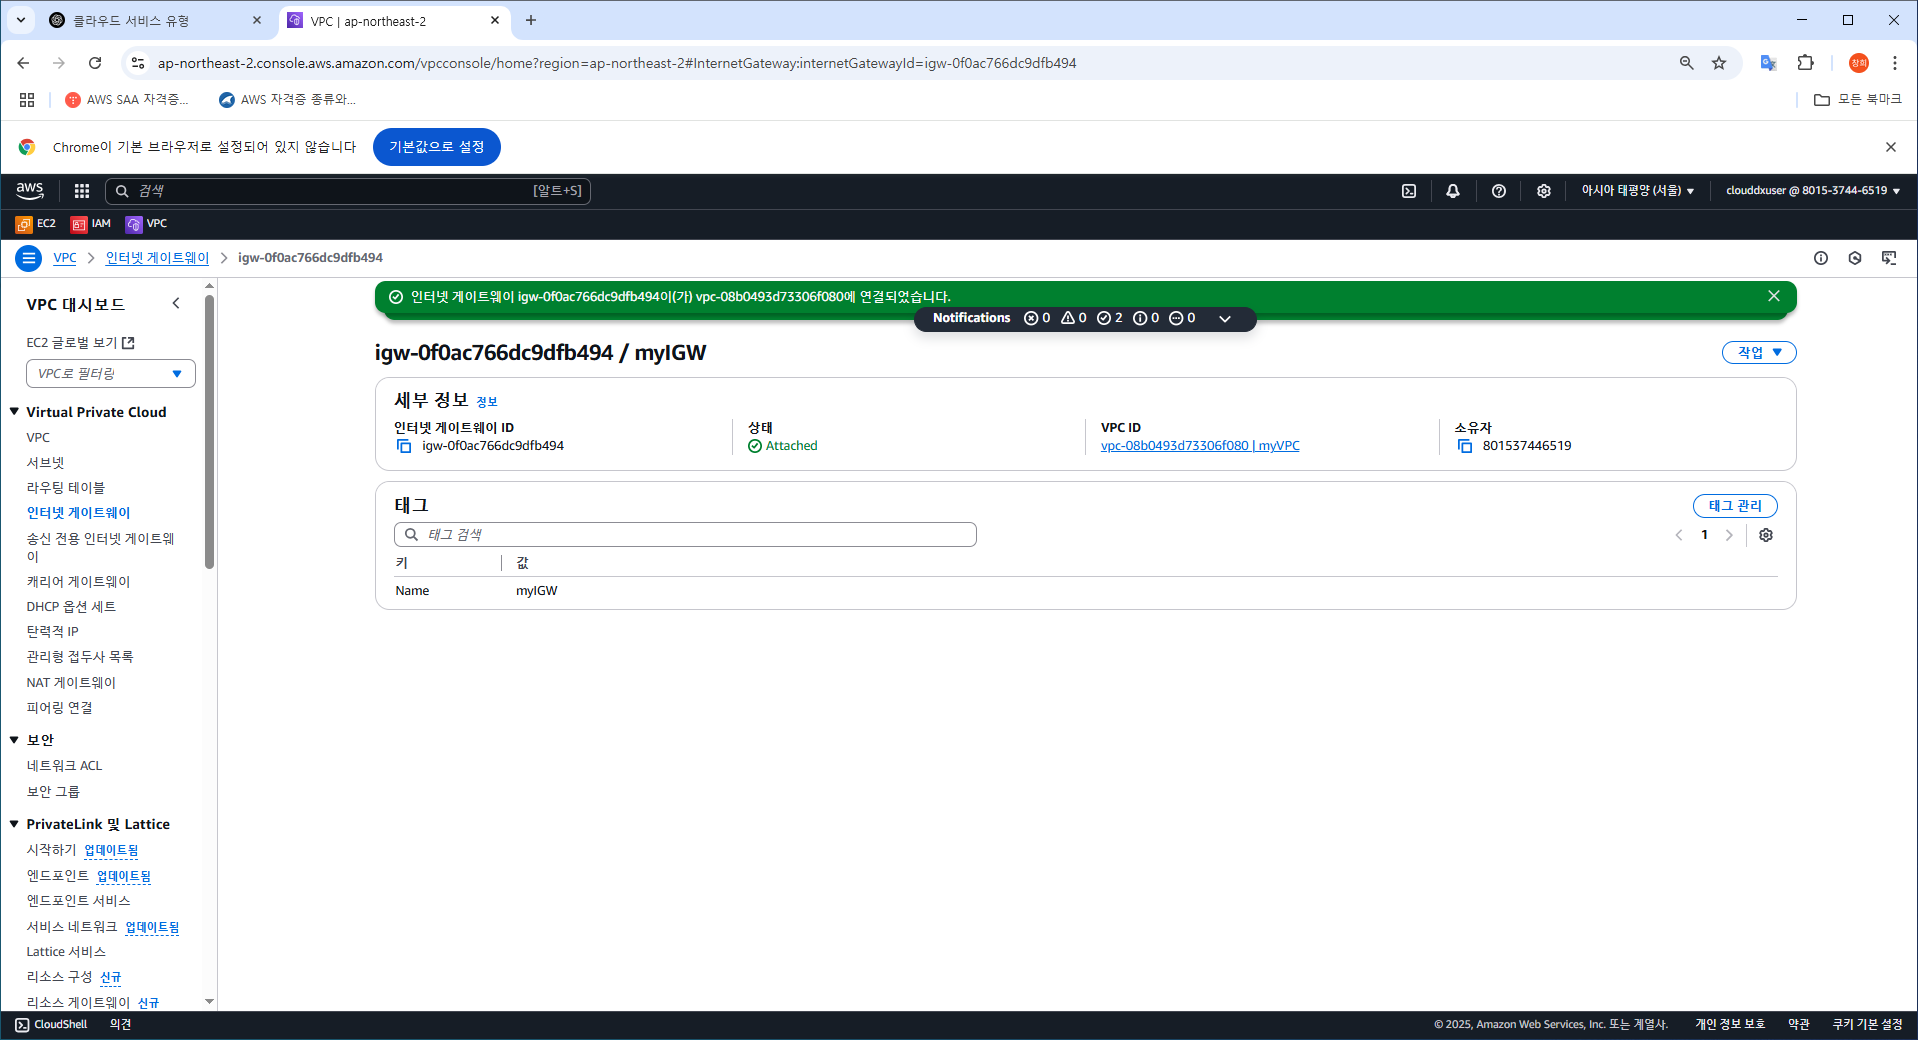 클라우드 서비스 유형
VPC | ap-northeast-2
ap-northeast-2.console.aws.amazon.com/vpcconsole/home?region=ap-northeast-2#InternetGateway:internetGatewayId=igw-0f0ac766dc9dfb494
창희
AWS SAA 자격증...
AWS 자격증 종류와...
모든 북마크
Chrome이 기본 브라우저로 설정되어 있지 않습니다
기본값으로 설정
aws
검색
[알트+S]
아시아 태평양 (서울)
clouddxuser @ 8015-3744-6519
EC2
IAM
VPC
VPC
인터넷 게이트웨이
igw-0f0ac766dc9dfb494
VPC 대시보드
EC2 글로벌 보기
VPC로 필터링
Virtual Private Cloud
VPC
서브넷
라우팅 테이블
인터넷 게이트웨이
송신 전용 인터넷 게이트웨
이
캐리어 게이트웨이
DHCP 옵션 세트
탄력적 IP
관리형 접두사 목록
NAT 게이트웨이
피어링 연결
보안
네트워크 ACL
보안 그룹
PrivateLink 및 Lattice
시작하기 업데이트됨
엔드포인트 업데이트됨
엔드포인트 서비스
서비스 네트워크 업데이트됨
Lattice 서비스
리소스 구성 신규
리소스 게이트웨이 신규
인터넷 게이트웨이 igw-0f0ac766dc9dfb494이(가) vpc-08b0493d73306f080에 연결되었습니다.
Notifications 0 0 2 0 0
igw-0f0ac766dc9dfb494 / myIGW
작업
세부 정보 정보
인터넷 게이트웨이 ID
igw-0f0ac766dc9dfb494
상태
Attached
VPC ID
vpc-08b0493d73306f080 | myVPC
소유자
801537446519
태그
태그 관리
태그 검색
1
키 값
Name myIGW
CloudShell
의견
© 2025, Amazon Web Services, Inc. 또는 계열사.
개인 정보 보호
약관
쿠키 기본 설정